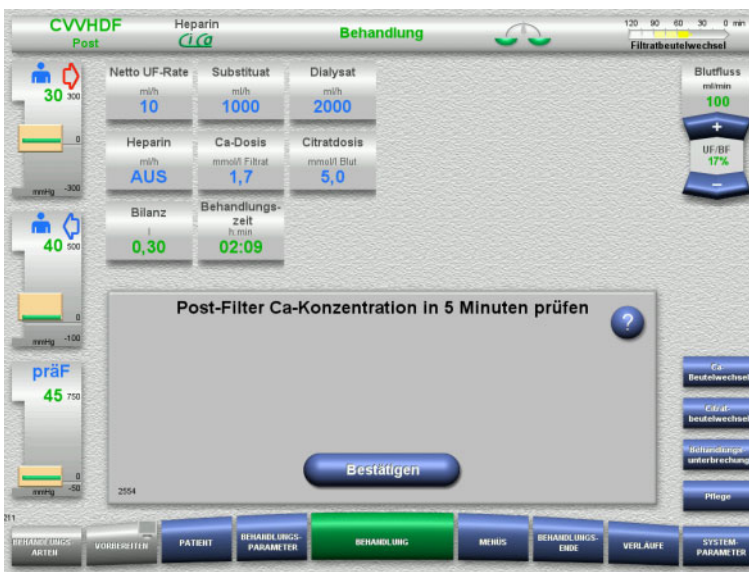 CVVHDF
Post
Heparin
CiCa
Behandlung
120 90 60 30 0 min
Filtratbeutelwechsel
30
300
0
mmHg -300
40
500
0
mmHg -100
präF
45
750
0
mmHg -50
Netto UF-Rate
ml/h
10
Substituat
ml/h
1000
Dialysat
ml/h
2000
Heparin
ml/h
AUS
Ca-Dosis
mmol/l Filtrat
1,7
Citratdosis
mmol/l Blut
5,0
Bilanz
l
0,30
Behandlungs-
zeit
h:min
02:09
Blutfluss
ml/min
100
+
UF/BF
17%
–
Post-Filter Ca-Konzentration in 5 Minuten prüfen
?
Bestätigen
2554
Ca-
Beutelwechsel
Citrat-
beutelwechsel
Behandlungs-
unterbrechung
Pflege
211
BEHANDLUNGS-
ARTEN
VORBEREITEN
PATIENT
BEHANDLUNGS-
PARAMETER
BEHANDLUNG
MENÜS
BEHANDLUNGS-
ENDE
VERLÄUFE
SYSTEM-
PARAMETER